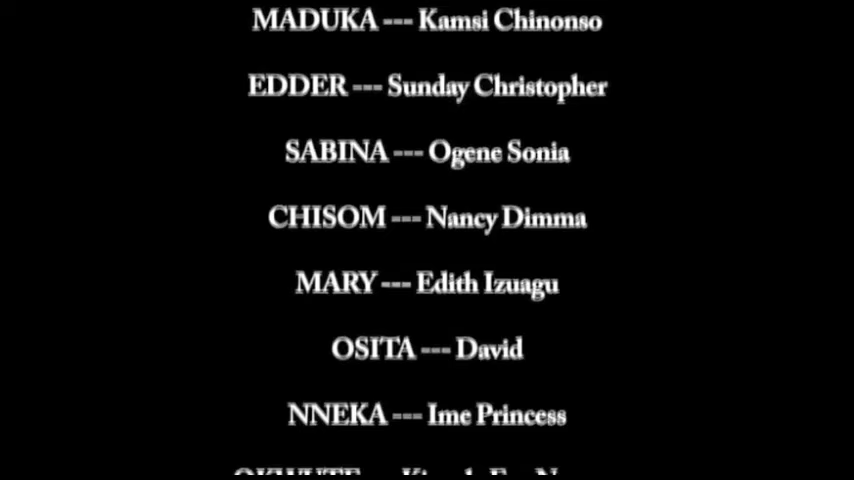 MADUKA --- Kamsi Chinonso
EDDER --- Sunday Christopher
SABINA --- Ogene Sonia
CHISOM --- Nancy Dimma
MARY --- Edith Izuagu
OSITA --- David
NNEKA --- Ime Princess